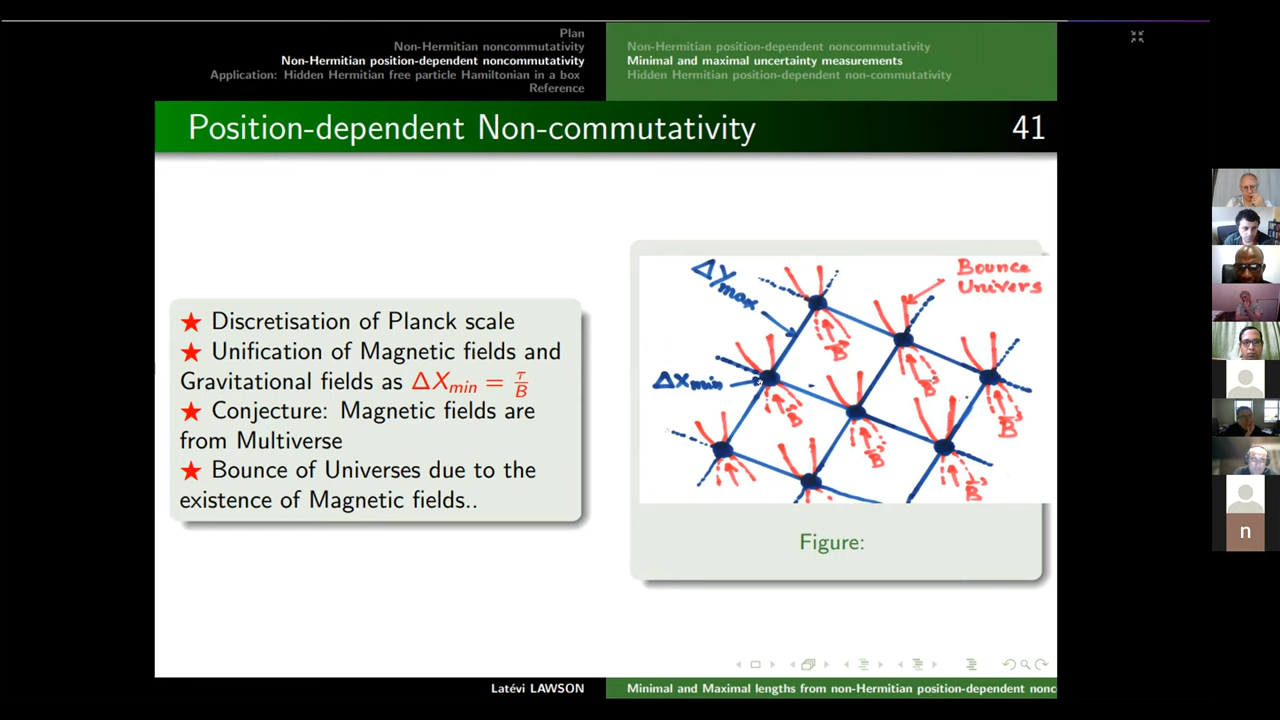 Plan
Non-Hermitian noncommutativity
Non-Hermitian position-dependent noncommutativity
Application: Hidden Hermitian free particle Hamiltonian in a box
Reference
Non-Hermitian position-dependent noncommutativity
Minimal and maximal uncertainty measurements
Hidden Hermitian position-dependent non-commutativity
Position-dependent Non-commutativity 41
★ Discretisation of Planck scale
★ Unification of Magnetic fields and
Gravitational fields as ΔX_min = τ/B
★ Conjecture: Magnetic fields are
from Multiverse
★ Bounce of Universes due to the
existence of Magnetic fields..
ΔYmax
Bounce
Univers
B
ΔXmin
B
B
B
B
B
Figure:
Latévi LAWSON
Minimal and Maximal lengths from non-Hermitian position-dependent nonc
n